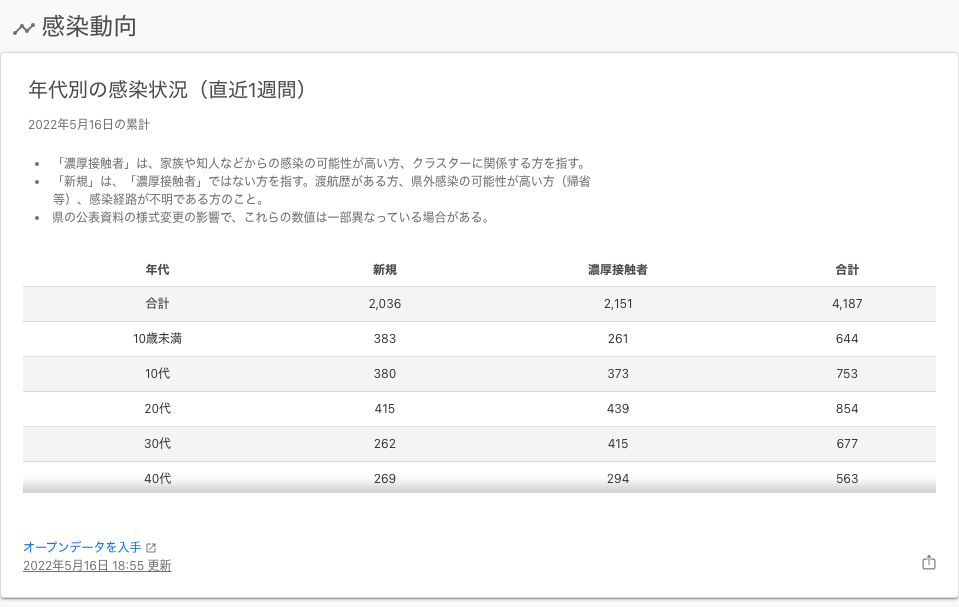 感染動向
年代別の感染状況（直近1週間）
2022年5月16日の累計
• 「濃厚接触者」は、家族や知人などからの感染の可能性が高い方、クラスターに関係する方を指す。
• 「新規」は、「濃厚接触者」ではない方を指す。渡航歴がある方、県外感染の可能性が高い方（帰省
等）、感染経路が不明である方のこと。
• 県の公表資料の様式変更の影響で、これらの数値は一部異なっている場合がある。
年代 新規 濃厚接触者 合計
合計 2,036 2,151 4,187
10歳未満 383 261 644
10代 380 373 753
20代 415 439 854
30代 262 415 677
40代 269 294 563
オープンデータを入手
2022年5月16日 18:55 更新